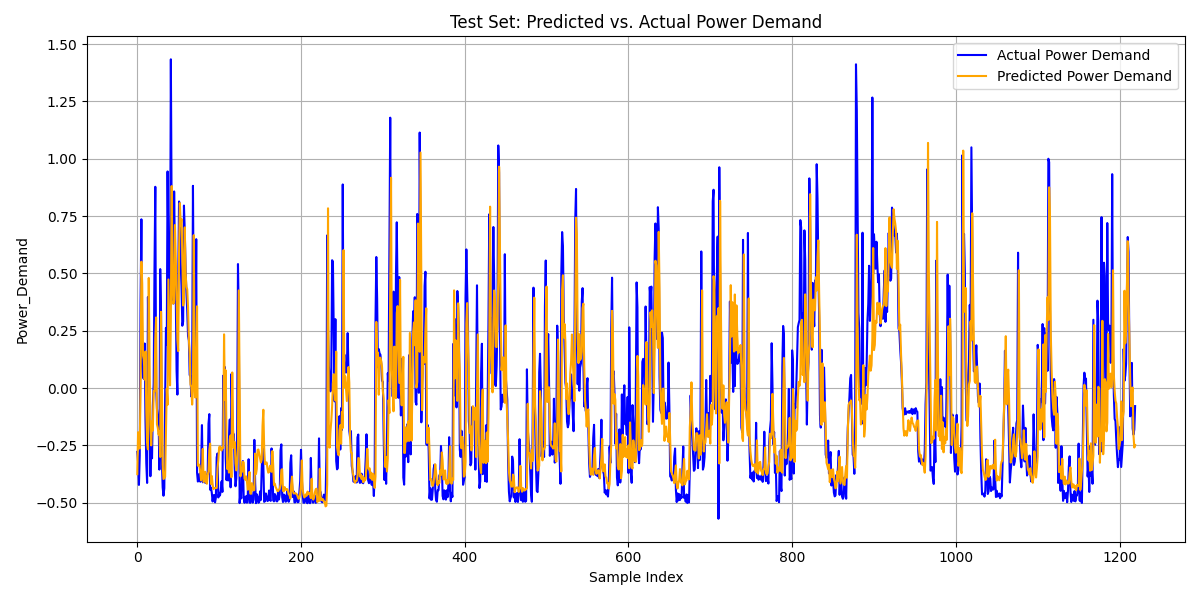 Test Set: Predicted vs. Actual Power Demand
Actual Power Demand
Predicted Power Demand
Power_Demand
1.50
1.25
1.00
0.75
0.50
0.25
0.00
−0.25
−0.50
0 200 400 600 800 1000 1200
Sample Index